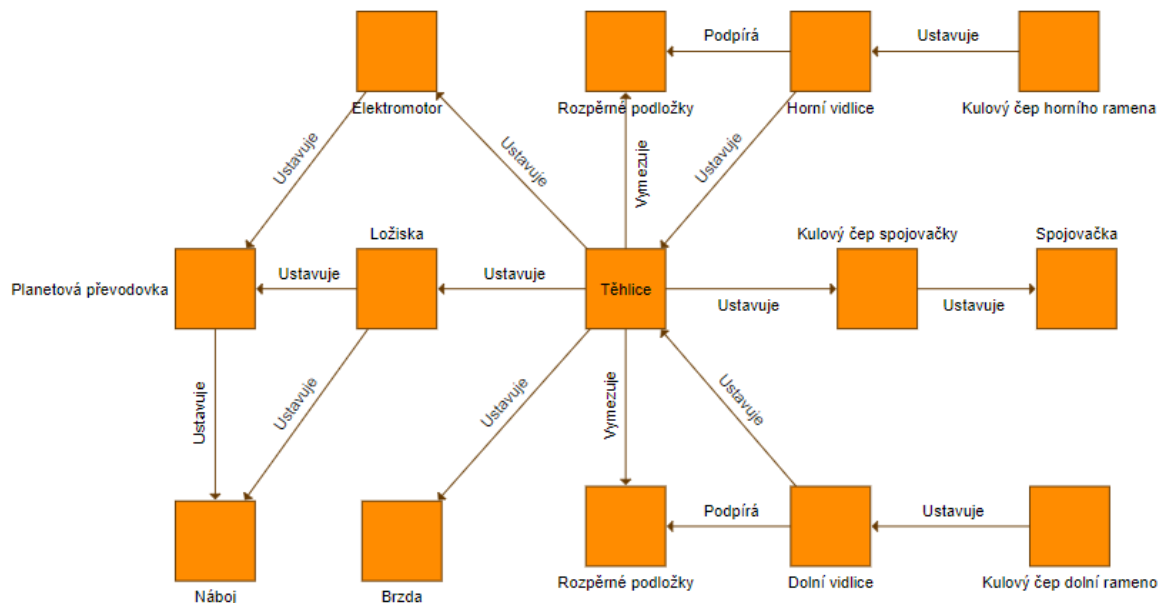 Podpírá
Ustavuje
Elektromotor
Rozpěrné podložky
Horní vidlice
Kulový čep horního ramena
Ustavuje
Ustavuje
Vymezuje
Ustavuje
Ložiska
Kulový čep spojovačky
Spojovačka
Planetová převodovka
Ustavuje
Ustavuje
Těhlice
Ustavuje
Ustavuje
Ustavuje
Ustavuje
Ustavuje
Vymezuje
Ustavuje
Podpírá
Ustavuje
Náboj
Brzda
Rozpěrné podložky
Dolní vidlice
Kulový čep dolní rameno